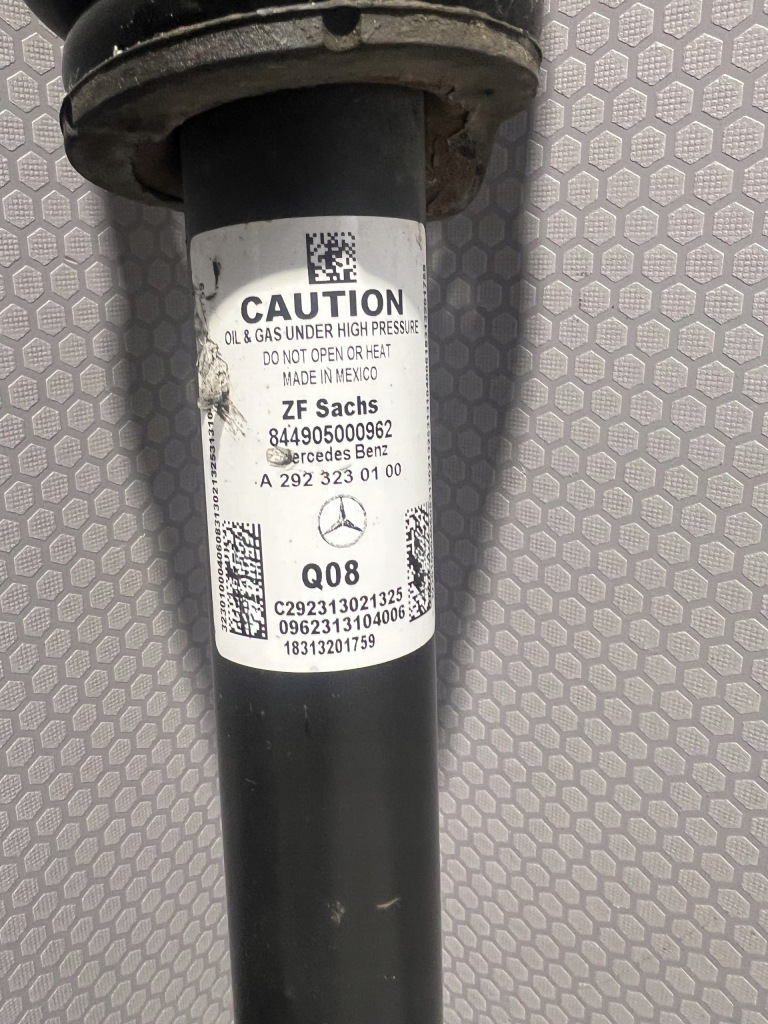 CAUTION
OIL & GAS UNDER HIGH PRESSURE
DO NOT OPEN OR HEAT
MADE IN MEXICO
ZF Sachs
844905000962
ercedes Benz
A 292 323 01 00
Q08
C292313021325
0962313104006
18313201759